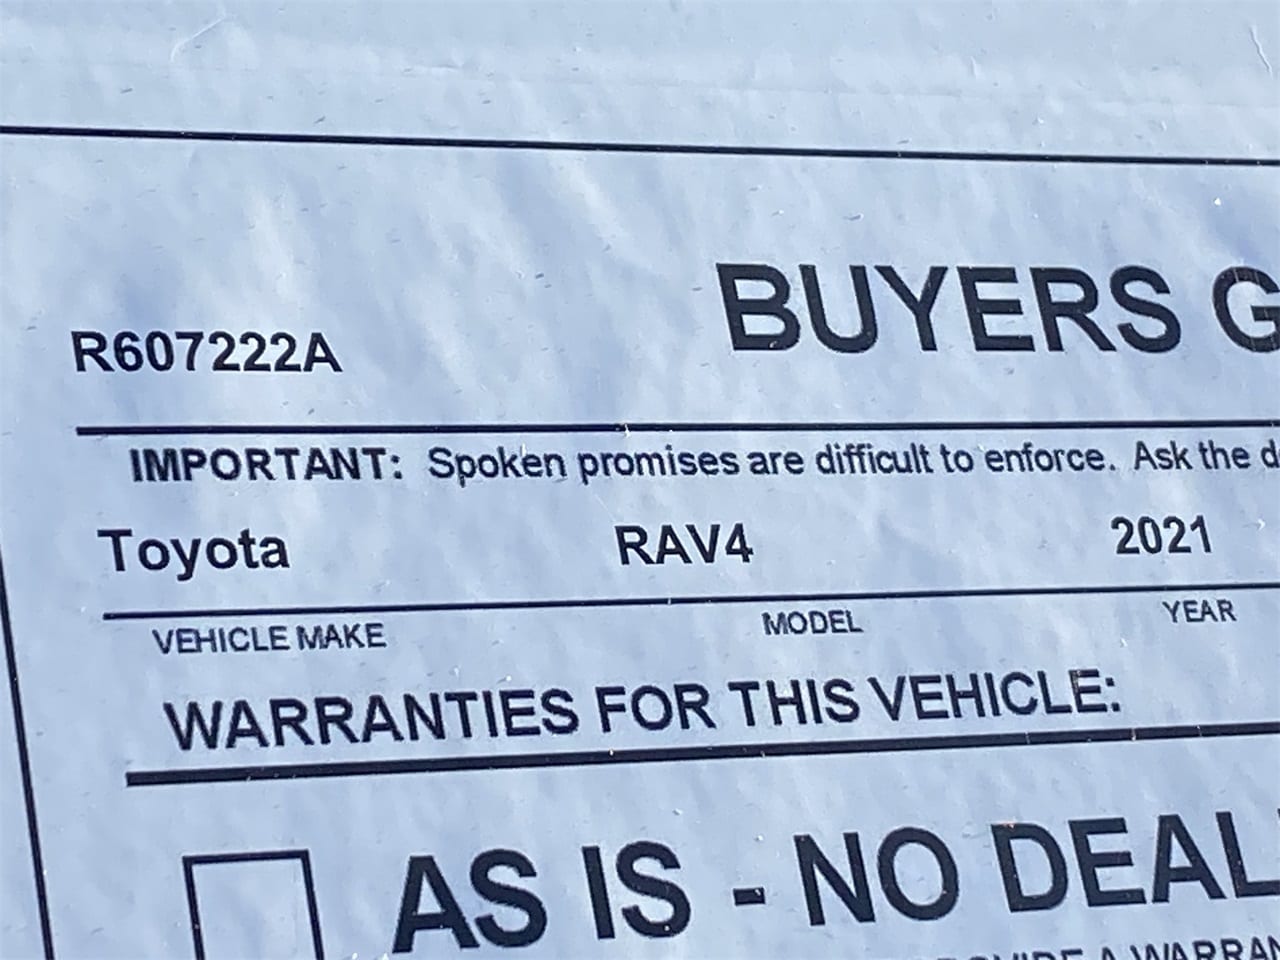 BUYERS G
R607222A
IMPORTANT: Spoken promises are difficult to enforce. Ask the d
Toyota RAV4 2021
VEHICLE MAKE MODEL YEAR
WARRANTIES FOR THIS VEHICLE:
AS IS - NO DEAL
A WARRAN